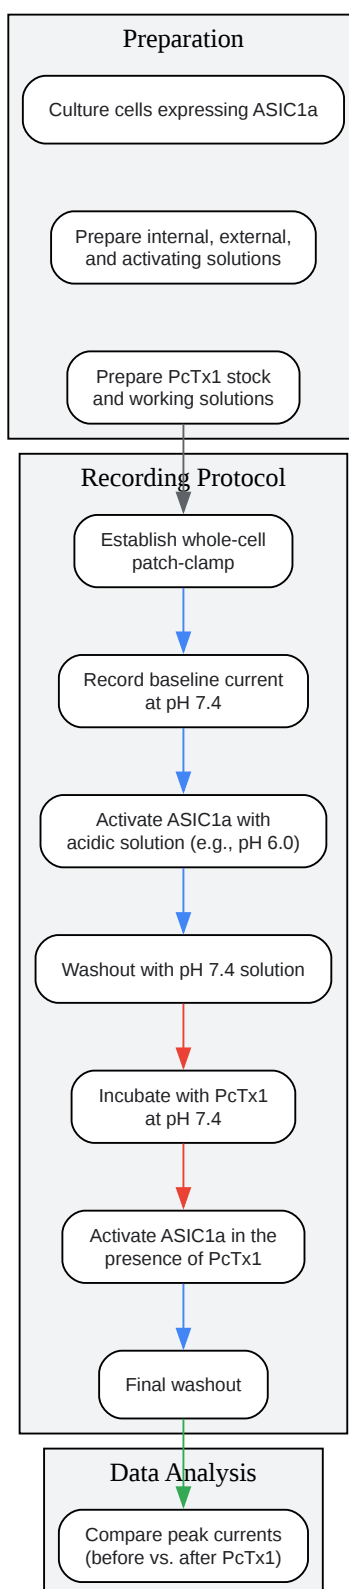 Preparation
Culture cells expressing ASIC1a
Prepare internal, external,
and activating solutions
Prepare PcTx1 stock
and working solutions
Recording Protocol
Establish whole-cell
patch-clamp
Record baseline current
at pH 7.4
Activate ASIC1a with
acidic solution (e.g., pH 6.0)
Washout with pH 7.4 solution
Incubate with PcTx1
at pH 7.4
Activate ASIC1a in the
presence of PcTx1
Final washout
Data Analysis
Compare peak currents
(before vs. after PcTx1)